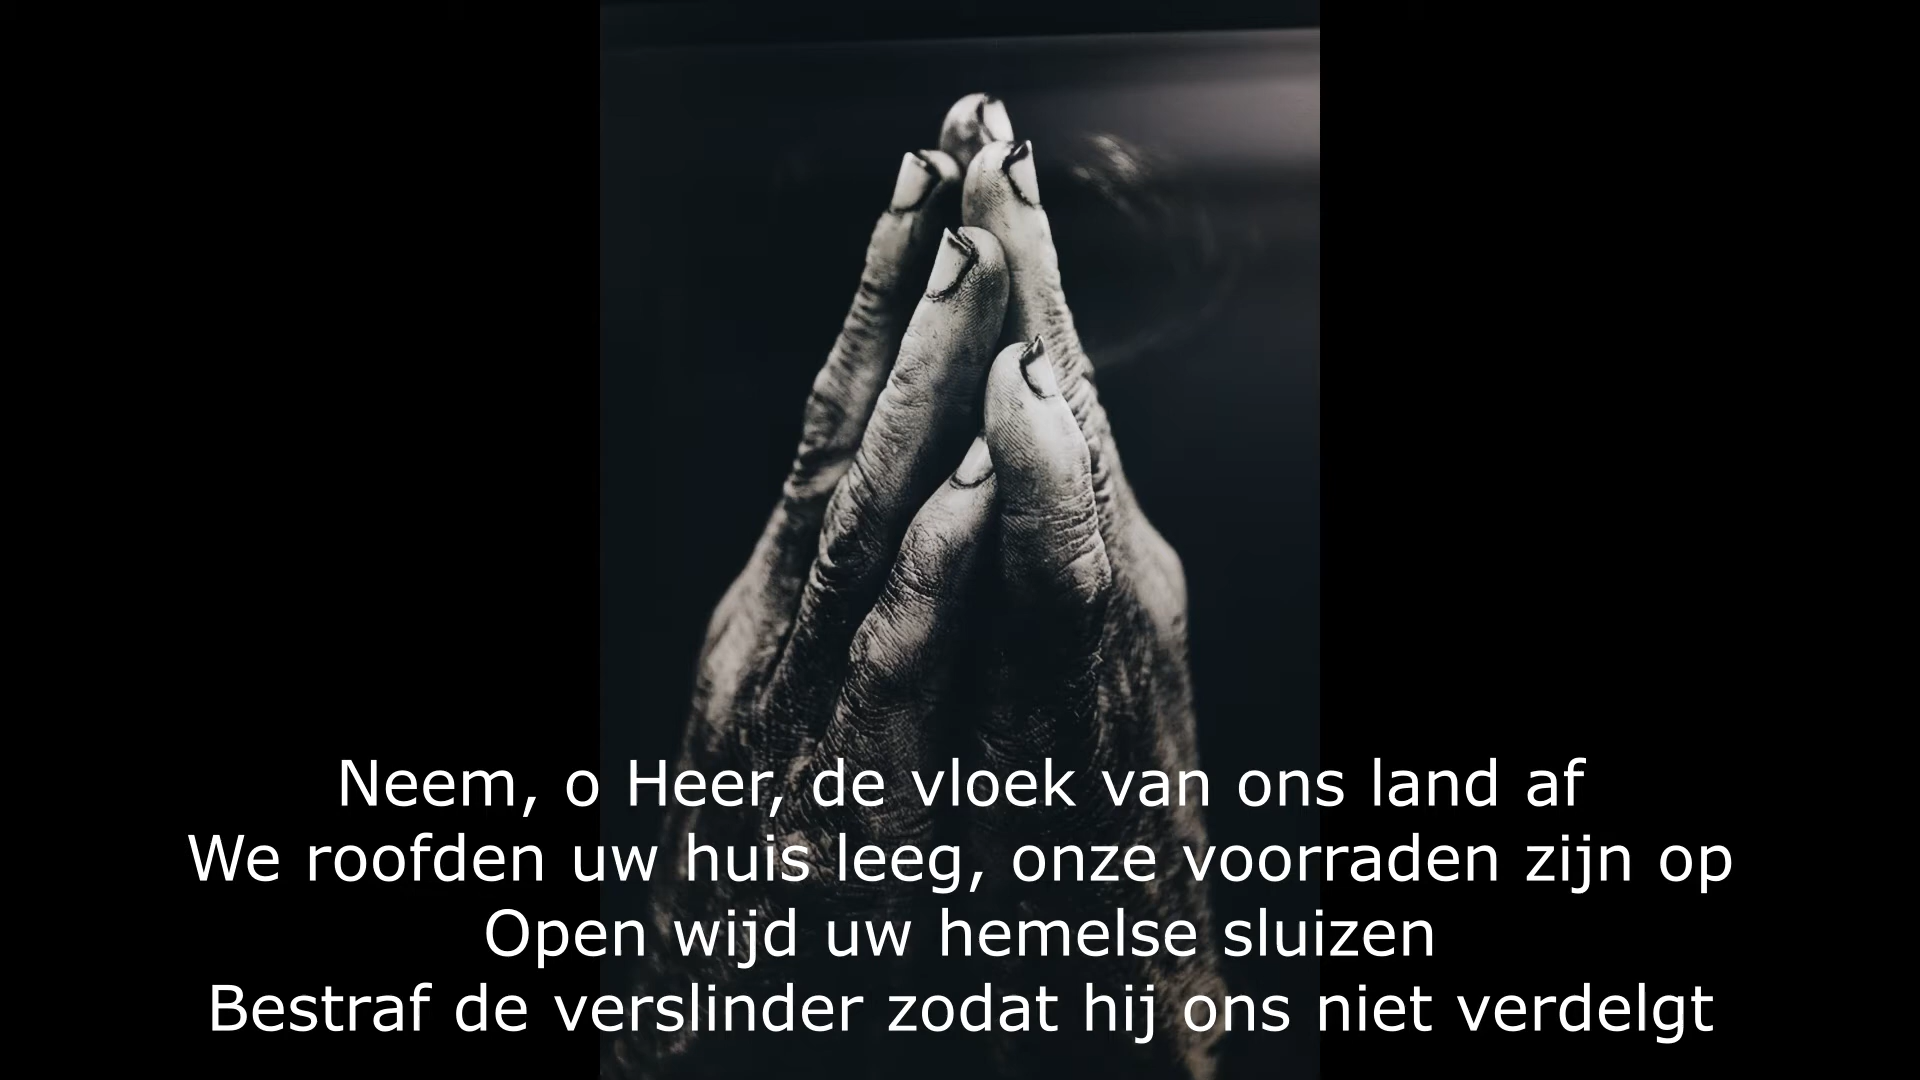 Neem, o Heer, de vloek van ons land af
We roofden uw huis leeg, onze voorraden zijn op
Open wijd uw hemelse sluizen
Bestraf de verslinder zodat hij ons niet verdelgt